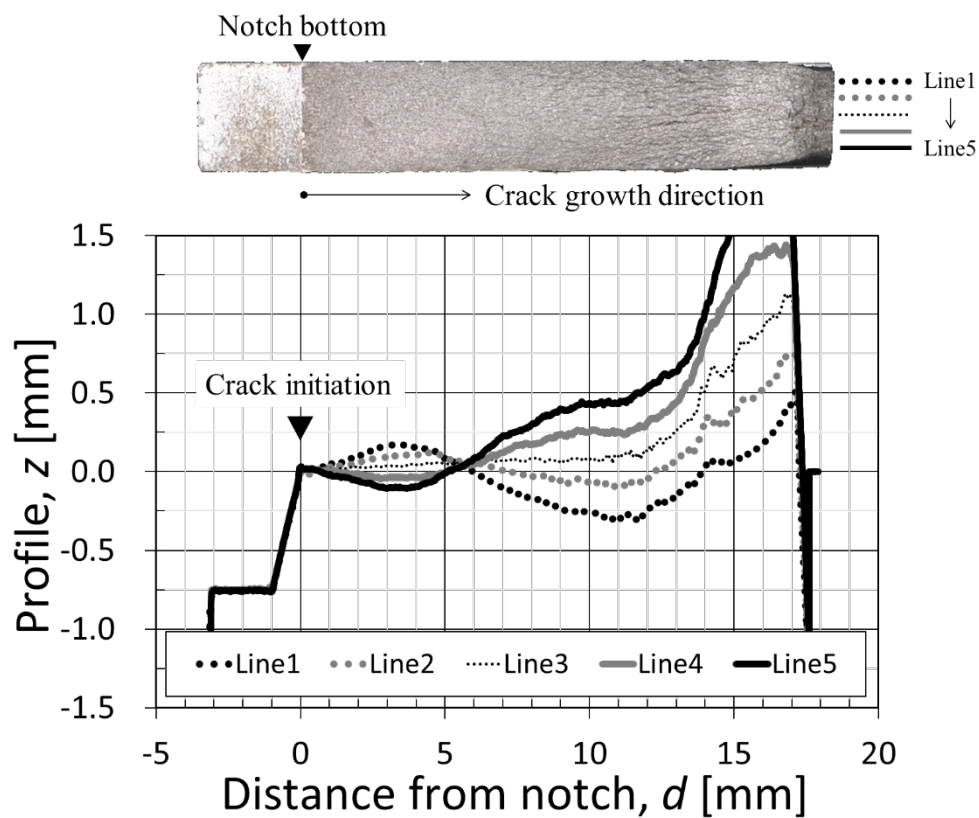 Notch bottom
Line1
Line5
Crack growth direction
Profile, z [mm]
1.5
1.0
0.5
0.0
-0.5
-1.0
-1.5
Crack initiation
Line1 Line2 Line3 Line4 Line5
-5 0 5 10 15 20
Distance from notch, d [mm]